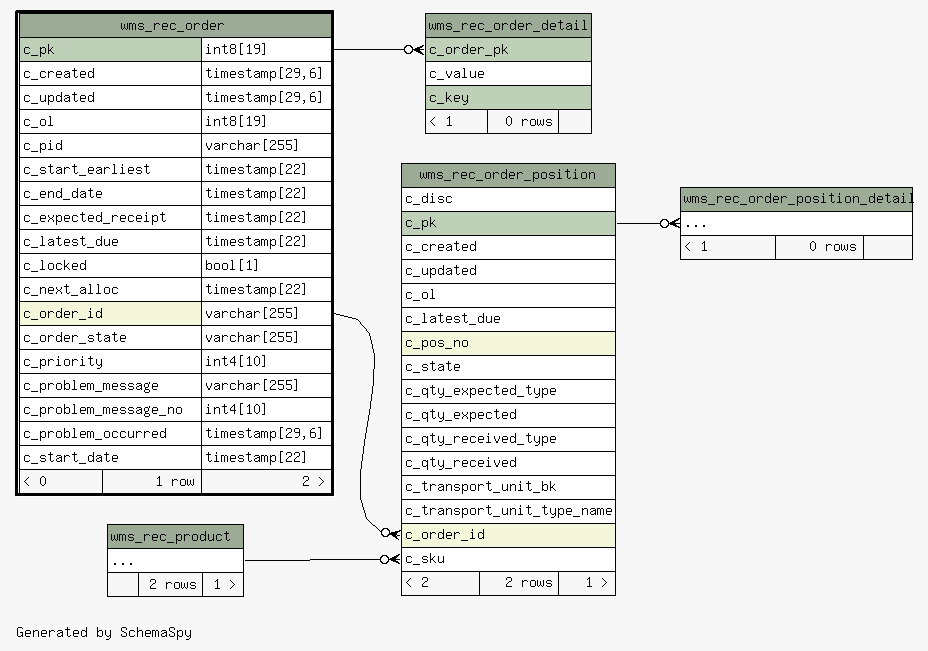 wms_rec_order
c_pk int8[19]
c_created timestamp[29,6]
c_updated timestamp[29,6]
c_ol int8[19]
c_pid varchar[255]
c_start_earliest timestamp[22]
c_end_date timestamp[22]
c_expected_receipt timestamp[22]
c_latest_due timestamp[22]
c_locked bool[1]
c_next_alloc timestamp[22]
c_order_id varchar[255]
c_order_state varchar[255]
c_priority int4[10]
c_problem_message varchar[255]
c_problem_message_no int4[10]
c_problem_occurred timestamp[29,6]
c_start_date timestamp[22]
< 0 1 row 2 >
wms_rec_order_detail
c_order_pk
c_value
c_key
< 1 0 rows
wms_rec_order_position
c_disc
c_pk
c_created
c_updated
c_ol
c_latest_due
c_pos_no
c_state
c_qty_expected_type
c_qty_expected
c_qty_received_type
c_qty_received
c_transport_unit_bk
c_transport_unit_type_name
c_order_id
c_sku
< 2 2 rows 1 >
wms_rec_order_position_detail
...
< 1 0 rows
wms_rec_product
...
2 rows 1 >
Generated by SchemaSpy